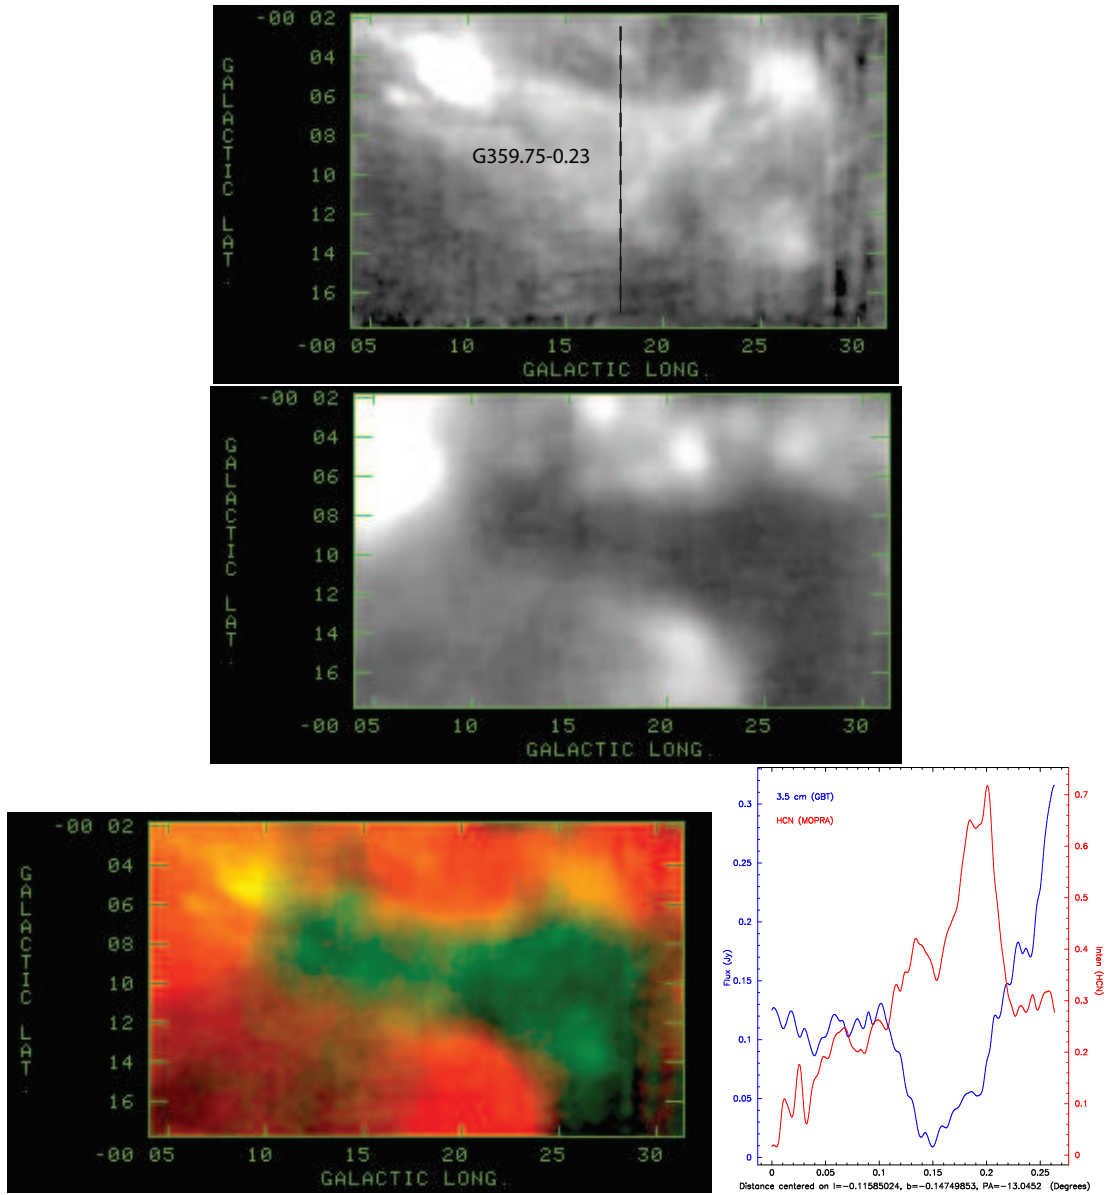 -00 02
04
06
08
10
12
14
16
GALACTIC LAT.
G359.75-0.23
-00 05 10 15 20 25 30
GALACTIC LONG.
-00 02
04
06
08
10
12
14
16
GALACTIC LAT.
-00 05 10 15 20 25 30
GALACTIC LONG.
-00 02
04
06
08
10
12
14
16
GALACTIC LAT.
-00 05 10 15 20 25 30
GALACTIC LONG.
3.5 cm (GBT)
HCN (MOPRA)
0.3
0.25
0.2
0.15
0.1
0.05
0
Flux (Jy)
0.7
0.6
0.5
0.4
0.3
0.2
0.1
0
Inten (HCN)
0 0.05 0.1 0.15 0.2 0.25
Distance centered on l=-0.11585024, b=-0.14749853, PA=-13.0452 (Degrees)